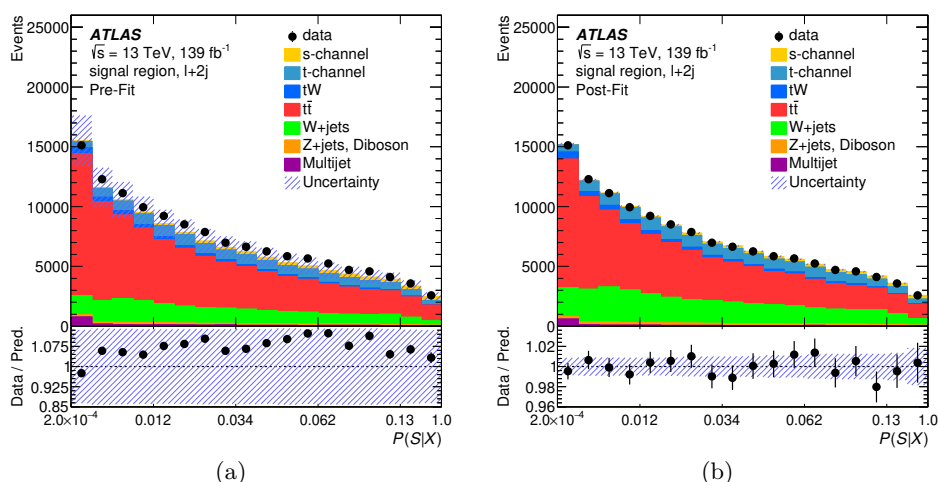 Events
25000
20000
15000
10000
5000
0
ATLAS
√s = 13 TeV, 139 fb-1
signal region, l+2j
Pre-Fit
data
s-channel
t-channel
tW
tt̄
W+jets
Z+jets, Diboson
Multijet
Uncertainty
Data / Pred.
1.075
1
0.925
0.85
2.0×10⁻⁴ 0.012 0.034 0.062 0.13 1.0
P(S|X)
(a)
Events
25000
20000
15000
10000
5000
0
ATLAS
√s = 13 TeV, 139 fb-1
signal region, l+2j
Post-Fit
data
s-channel
t-channel
tW
tt̄
W+jets
Z+jets, Diboson
Multijet
Uncertainty
Data / Pred.
1.02
1
0.98
0.96
2.0×10⁻⁴ 0.012 0.034 0.062 0.13 1.0
P(S|X)
(b)